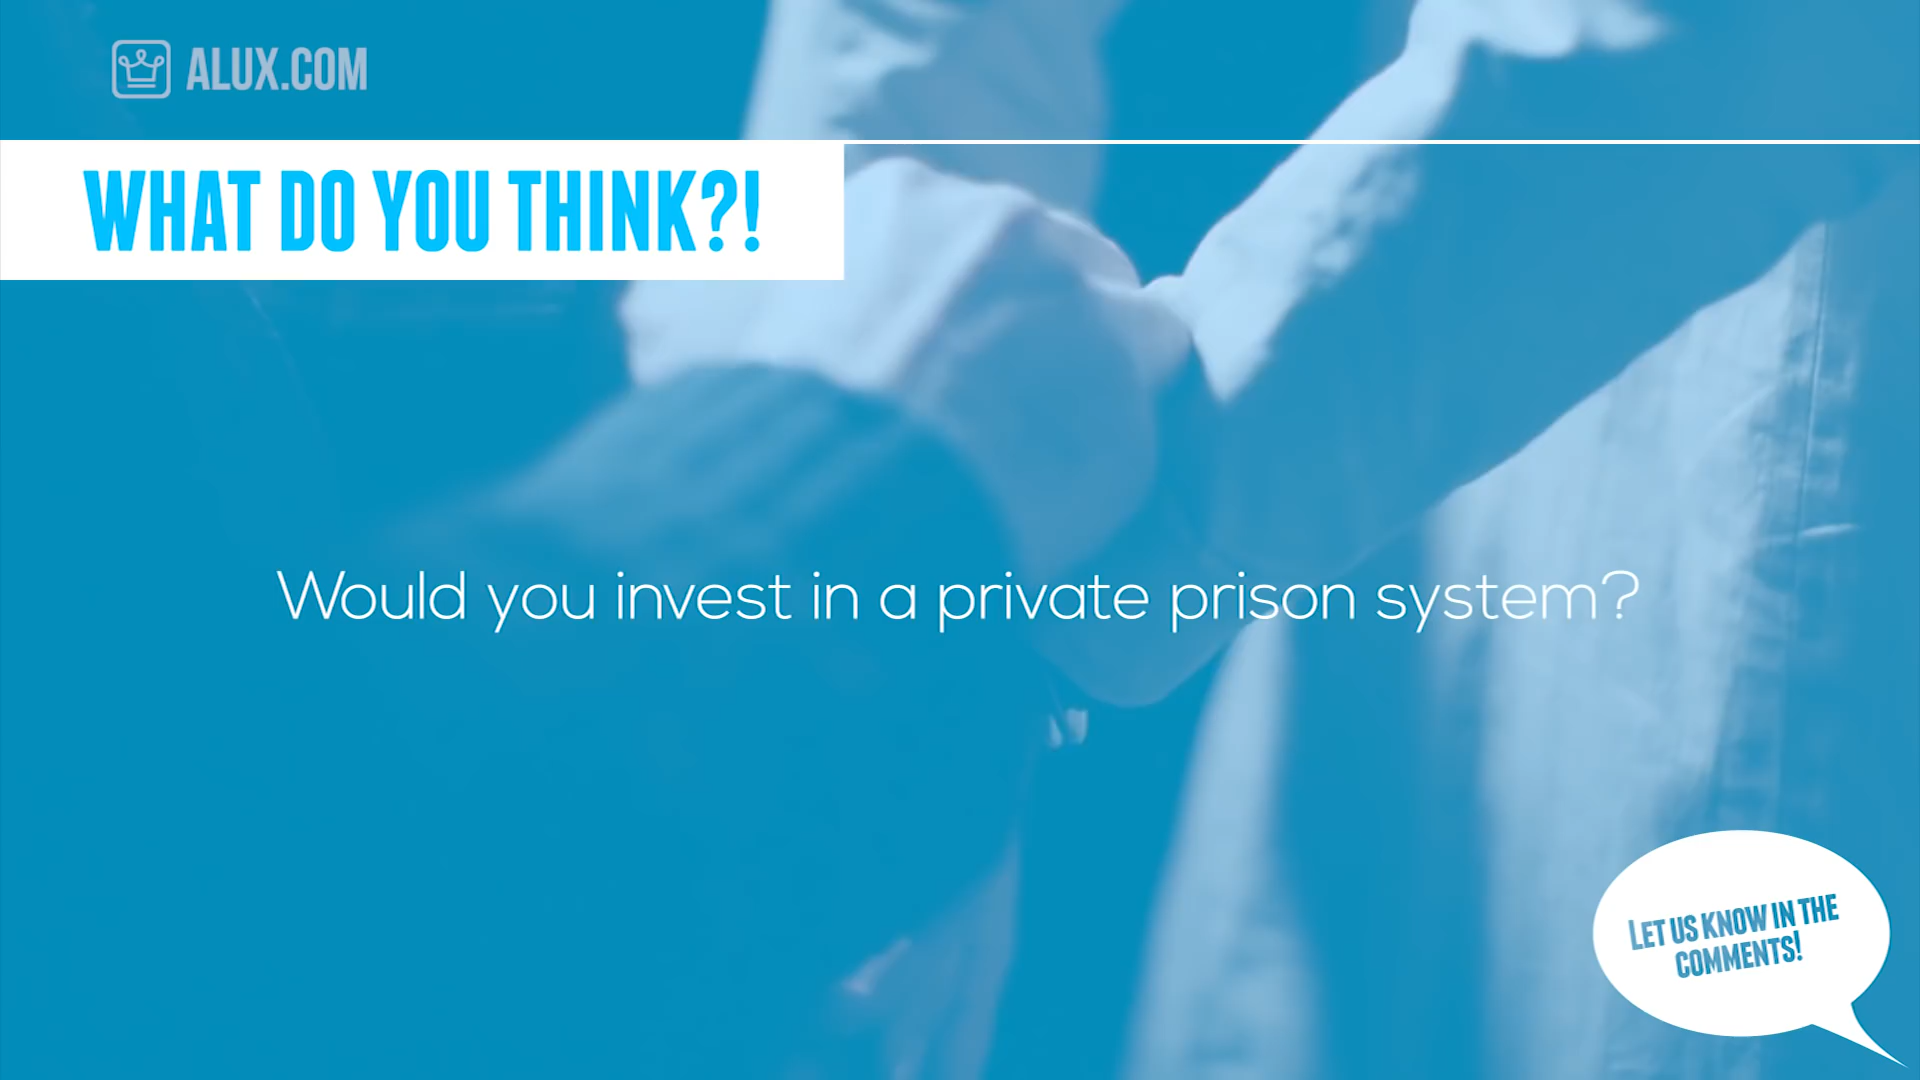 ALUX.COM
WHAT DO YOU THINK?!
Would you invest in a private prison system?
LET US KNOW IN THE
COMMENTS!